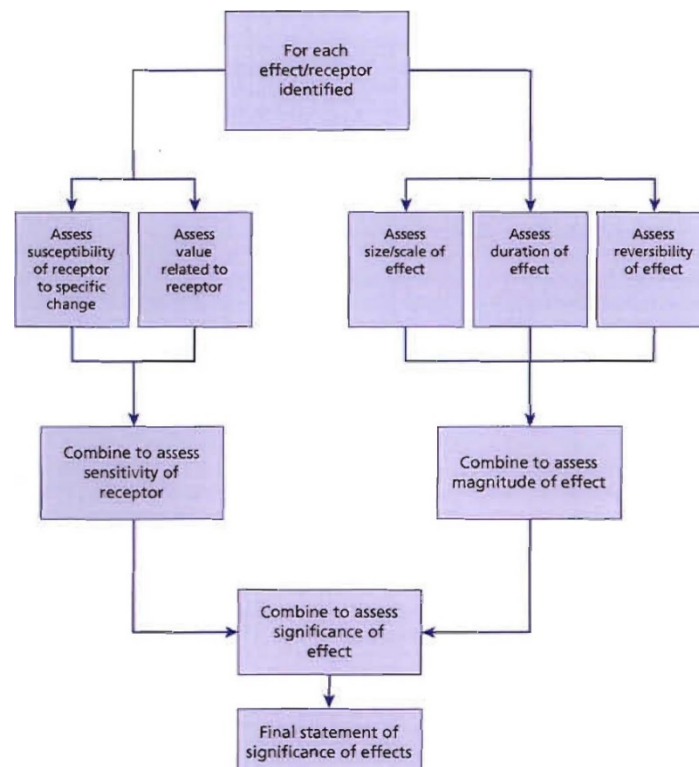 For each
effect/receptor
identified
Assess
susceptibility
of receptor
to specific
change
Assess
value
related to
receptor
Assess
size/scale of
effect
Assess
duration of
effect
Assess
reversibility
of effect
Combine to assess
sensitivity of
receptor
Combine to assess
magnitude of effect
Combine to assess
significance of
effect
Final statement of
significance of effects